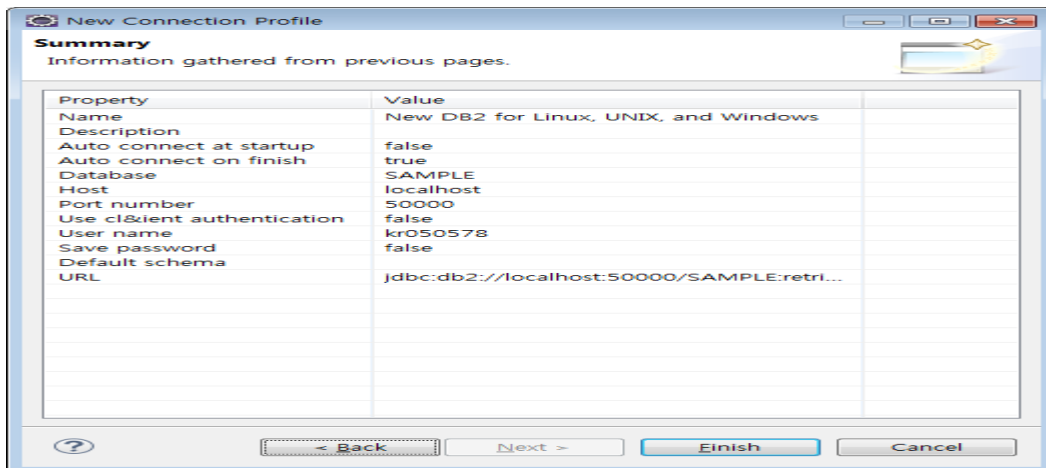 New Connection Profile
Summary
Information gathered from previous pages.
Property Value
Name New DB2 for Linux, UNIX, and Windows
Description
Auto connect at startup false
Auto connect on finish true
Database SAMPLE
Host localhost
Port number 50000
Use cl&ient authentication false
User name kr050578
Save password false
Default schema
URL jdbc:db2://localhost:50000/SAMPLE:retri...
? < Back Next > Finish Cancel